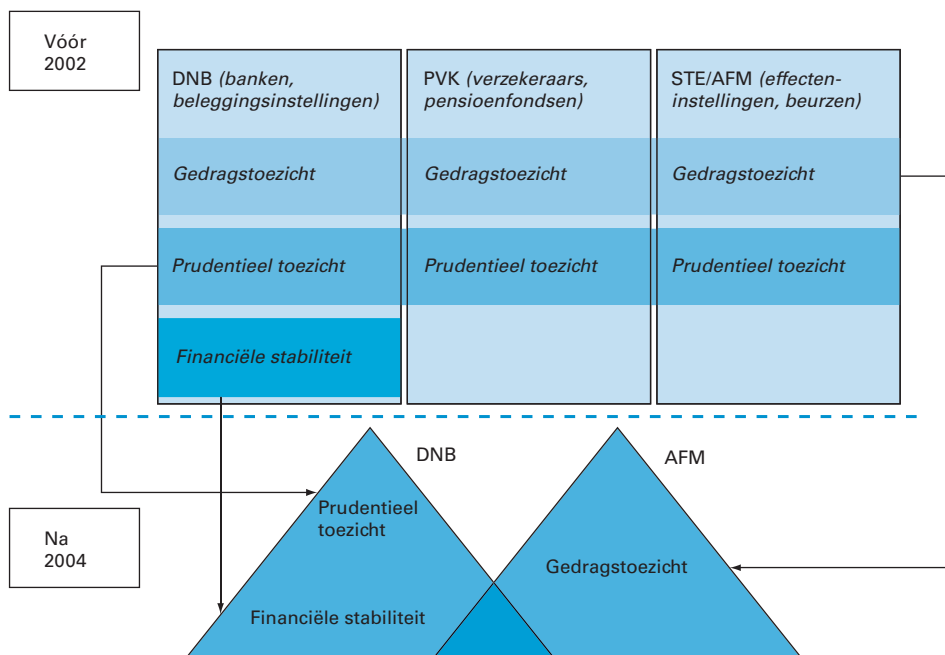 Vóór
2002
DNB (banken,
beleggingsinstellingen)
PVK (verzekeraars,
pensioenfondsen)
STE/AFM (effecten-
instellingen, beurzen)
Gedragstoezicht
Gedragstoezicht
Gedragstoezicht
Prudentieel toezicht
Prudentieel toezicht
Prudentieel toezicht
Financiële stabiliteit
DNB
AFM
Na
2004
Prudentieel
toezicht
Gedragstoezicht
Financiële stabiliteit